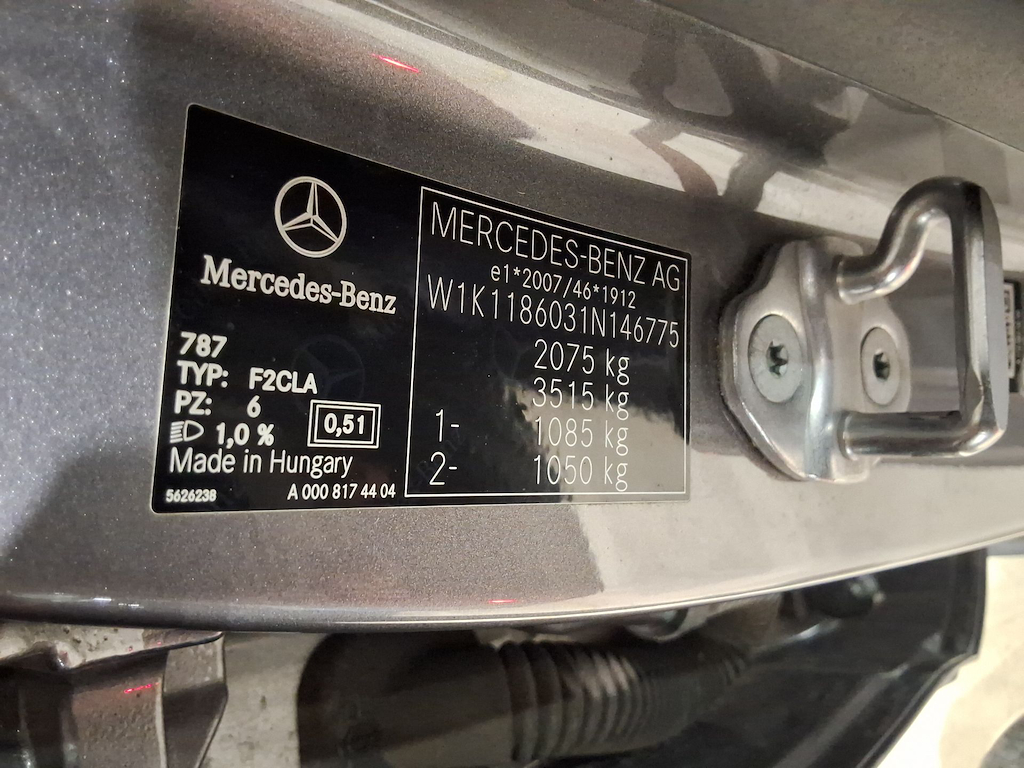 Mercedes-Benz
787
TYP: F2CLA
PZ: 6
1,0 %
0,51
Made in Hungary
5626238
A 000 817 44 04
MERCEDES-BENZ AG
e1*2007/46*1912
W1K1186031N146775
2075 kg
3515 kg
1- 1085 kg
2- 1050 kg